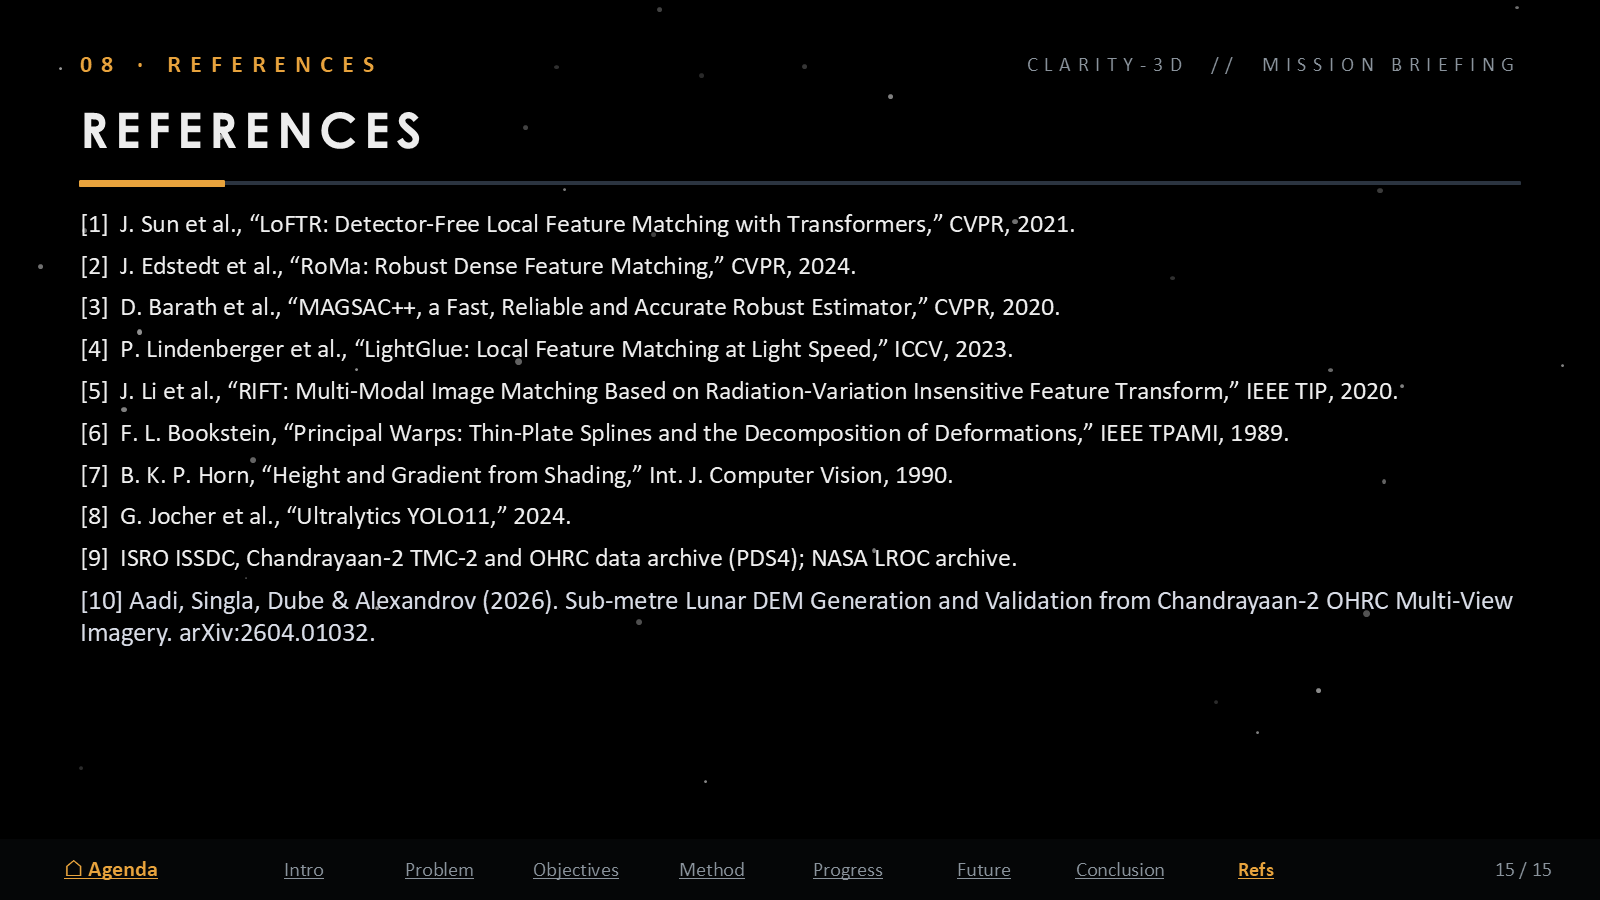 08 · REFERENCES
CLARITY-3D // MISSION BRIEFING
REFERENCES
[1] J. Sun et al., “LoFTR: Detector-Free Local Feature Matching with Transformers,” CVPR, 2021.
[2] J. Edstedt et al., “RoMa: Robust Dense Feature Matching,” CVPR, 2024.
[3] D. Barath et al., “MAGSAC++, a Fast, Reliable and Accurate Robust Estimator,” CVPR, 2020.
[4] P. Lindenberger et al., “LightGlue: Local Feature Matching at Light Speed,” ICCV, 2023.
[5] J. Li et al., “RIFT: Multi-Modal Image Matching Based on Radiation-Variation Insensitive Feature Transform,” IEEE TIP, 2020.
[6] F. L. Bookstein, “Principal Warps: Thin-Plate Splines and the Decomposition of Deformations,” IEEE TPAMI, 1989.
[7] B. K. P. Horn, “Height and Gradient from Shading,” Int. J. Computer Vision, 1990.
[8] G. Jocher et al., “Ultralytics YOLO11,” 2024.
[9] ISRO ISSDC, Chandrayaan-2 TMC-2 and OHRC data archive (PDS4); NASA LROC archive.
[10] Aadi, Singla, Dube & Alexandrov (2026). Sub-metre Lunar DEM Generation and Validation from Chandrayaan-2 OHRC Multi-View
Imagery. arXiv:2604.01032.
⌂ Agenda Intro Problem Objectives Method Progress Future Conclusion Refs 15 / 15